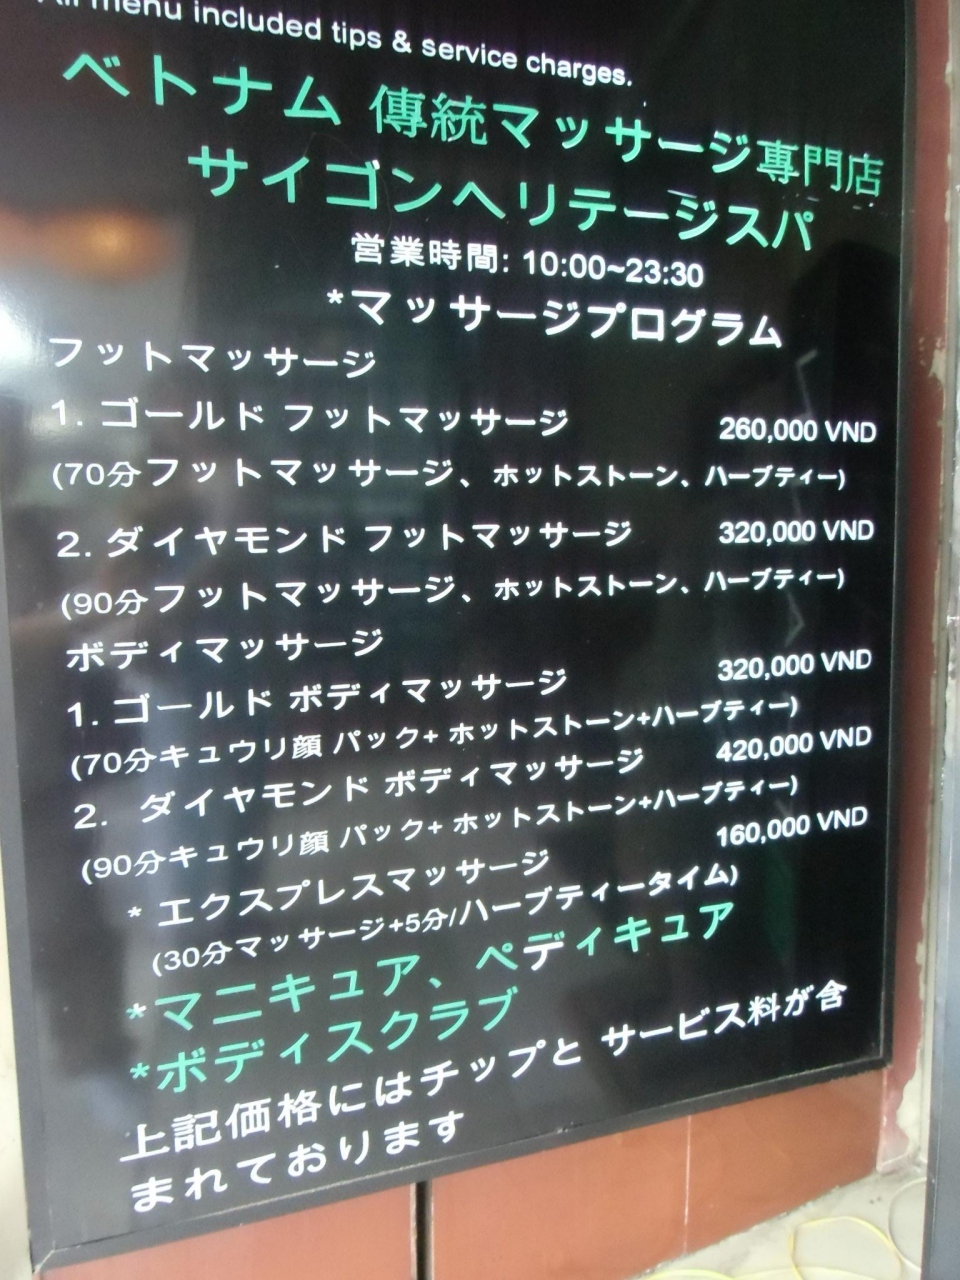 All menu included tips & service charges.
ベトナム 傳統マッサージ専門店
サイゴンヘリテージスパ
営業時間: 10:00~23:30
*マッサージプログラム
フットマッサージ
1. ゴールド フットマッサージ 260,000 VND
(70分フットマッサージ、ホットストーン、ハーブティー)
2. ダイヤモンド フットマッサージ 320,000 VND
(90分フットマッサージ、ホットストーン、ハーブティー)
ボディマッサージ
1. ゴールド ボディマッサージ 320,000 VND
(70分キュウリ顔 パック+ ホットストーン+ハーブティー)
2. ダイヤモンド ボディマッサージ 420,000 VND
(90分キュウリ顔 パック+ ホットストーン+ハーブティー)
* エクスプレスマッサージ 160,000 VND
(30分マッサージ+5分/ハーブティータイム)
*マニキュア、ペディキュア
*ボディスクラブ
上記価格にはチップと サービス料が含
まれております